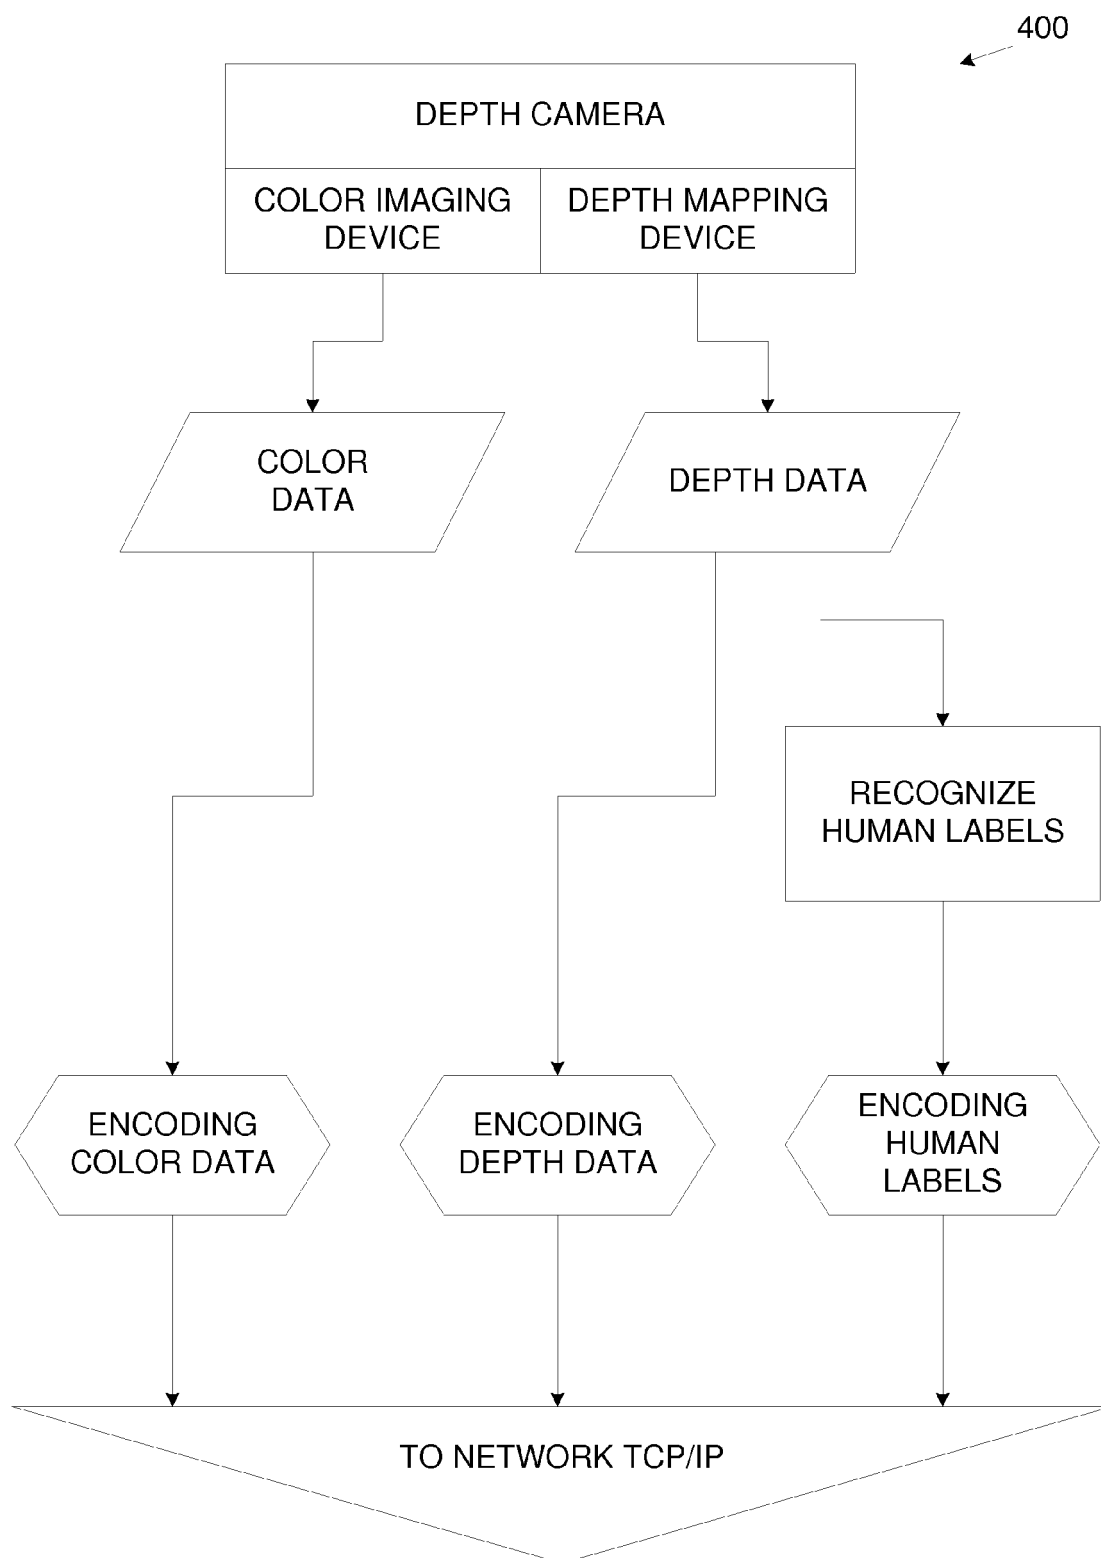 400
DEPTH CAMERA
COLOR IMAGING
DEVICE
DEPTH MAPPING
DEVICE
COLOR
DATA
DEPTH DATA
RECOGNIZE
HUMAN LABELS
ENCODING
COLOR DATA
ENCODING
DEPTH DATA
ENCODING
HUMAN
LABELS
TO NETWORK TCP/IP